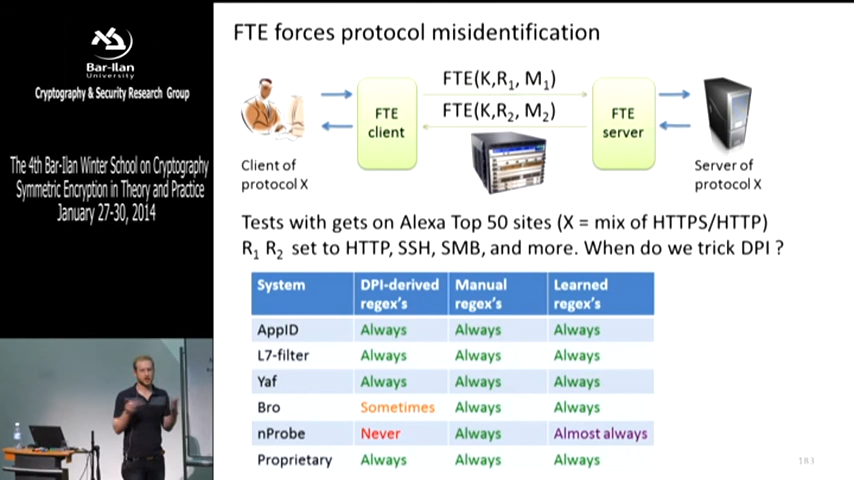 Bar-Ilan
University
Cryptography & Security Research Group
The 4th Bar-Ilan Winter School on Cryptography
Symmetric Encryption in Theory and Practice
January 27-30, 2014
FTE forces protocol misidentification
FTE(K,R1, M1)
FTE(K,R2, M2)
FTE
client
FTE
server
Client of
protocol X
Server of
protocol X
Tests with gets on Alexa Top 50 sites (X = mix of HTTPS/HTTP)
R1 R2 set to HTTP, SSH, SMB, and more. When do we trick DPI ?
System DPI-derived regex's Manual regex's Learned regex's
AppID Always Always Always
L7-filter Always Always Always
Yaf Always Always Always
Bro Sometimes Always Always
nProbe Never Always Almost always
Proprietary Always Always Always